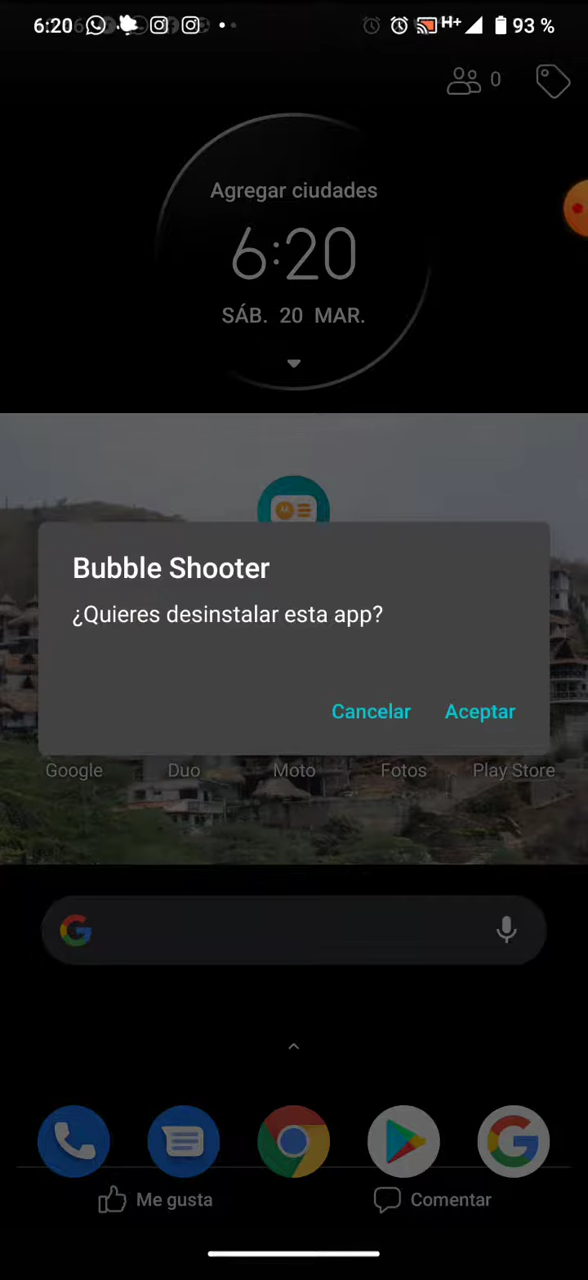 6:20 H+ 93 %
0
Agregar ciudades
6:20
SÁB. 20 MAR.
Bubble Shooter
¿Quieres desinstalar esta app?
Cancelar Aceptar
Google Duo Moto Fotos Play Store
Me gusta Comentar